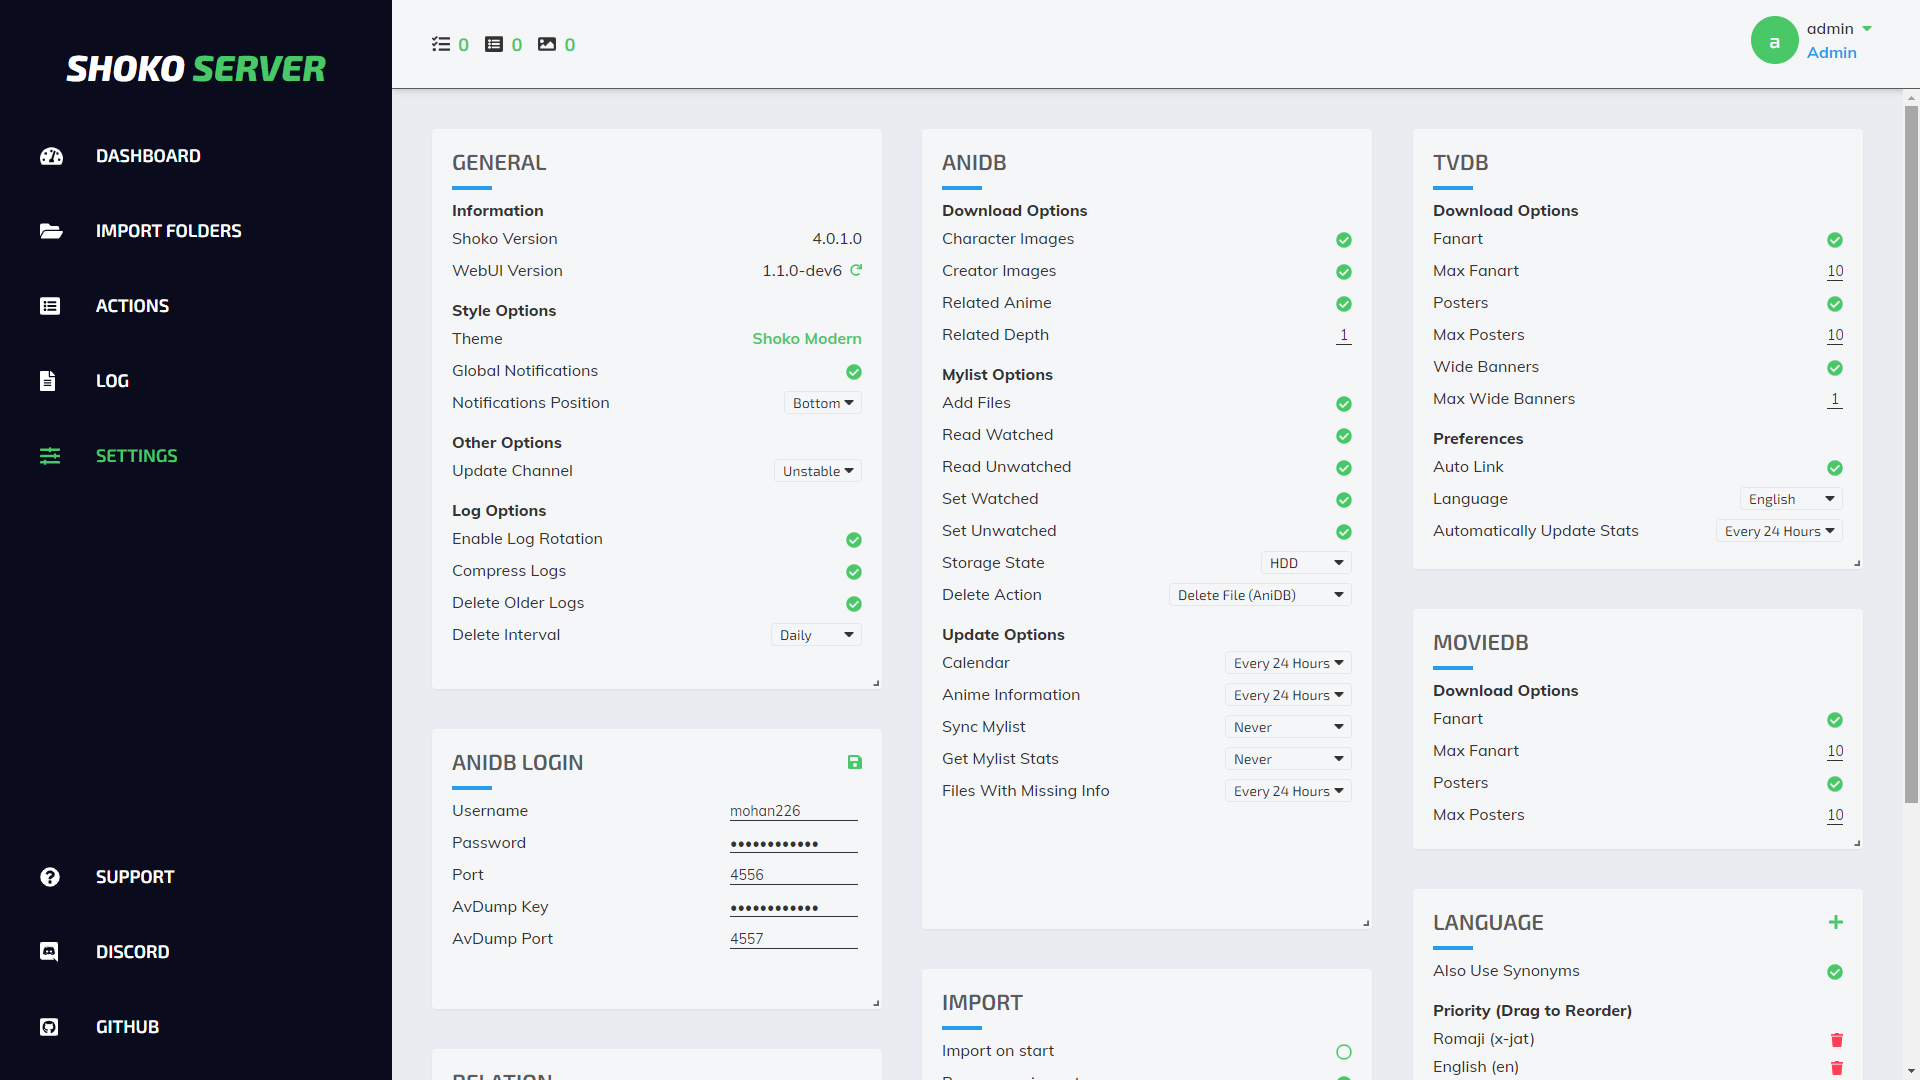 SHOKO SERVER
DASHBOARD
IMPORT FOLDERS
ACTIONS
LOG
SETTINGS
SUPPORT
DISCORD
GITHUB
0 0 0
a
admin
Admin
GENERAL
Information
Shoko Version 4.0.1.0
WebUI Version 1.1.0-dev6
Style Options
Theme Shoko Modern
Global Notifications
Notifications Position Bottom
Other Options
Update Channel Unstable
Log Options
Enable Log Rotation
Compress Logs
Delete Older Logs
Delete Interval Daily
ANIDB LOGIN
Username mohan226
Password ••••••••••••
Port 4556
AvDump Key ••••••••••••
AvDump Port 4557
RELATION
ANIDB
Download Options
Character Images
Creator Images
Related Anime
Related Depth 1
Mylist Options
Add Files
Read Watched
Read Unwatched
Set Watched
Set Unwatched
Storage State HDD
Delete Action Delete File (AniDB)
Update Options
Calendar Every 24 Hours
Anime Information Every 24 Hours
Sync Mylist Never
Get Mylist Stats Never
Files With Missing Info Every 24 Hours
IMPORT
Import on start
TVDB
Download Options
Fanart
Max Fanart 10
Posters
Max Posters 10
Wide Banners
Max Wide Banners 1
Preferences
Auto Link
Language English
Automatically Update Stats Every 24 Hours
MOVIEDB
Download Options
Fanart
Max Fanart 10
Posters
Max Posters 10
LANGUAGE
Also Use Synonyms
Priority (Drag to Reorder)
Romaji (x-jat)
English (en)